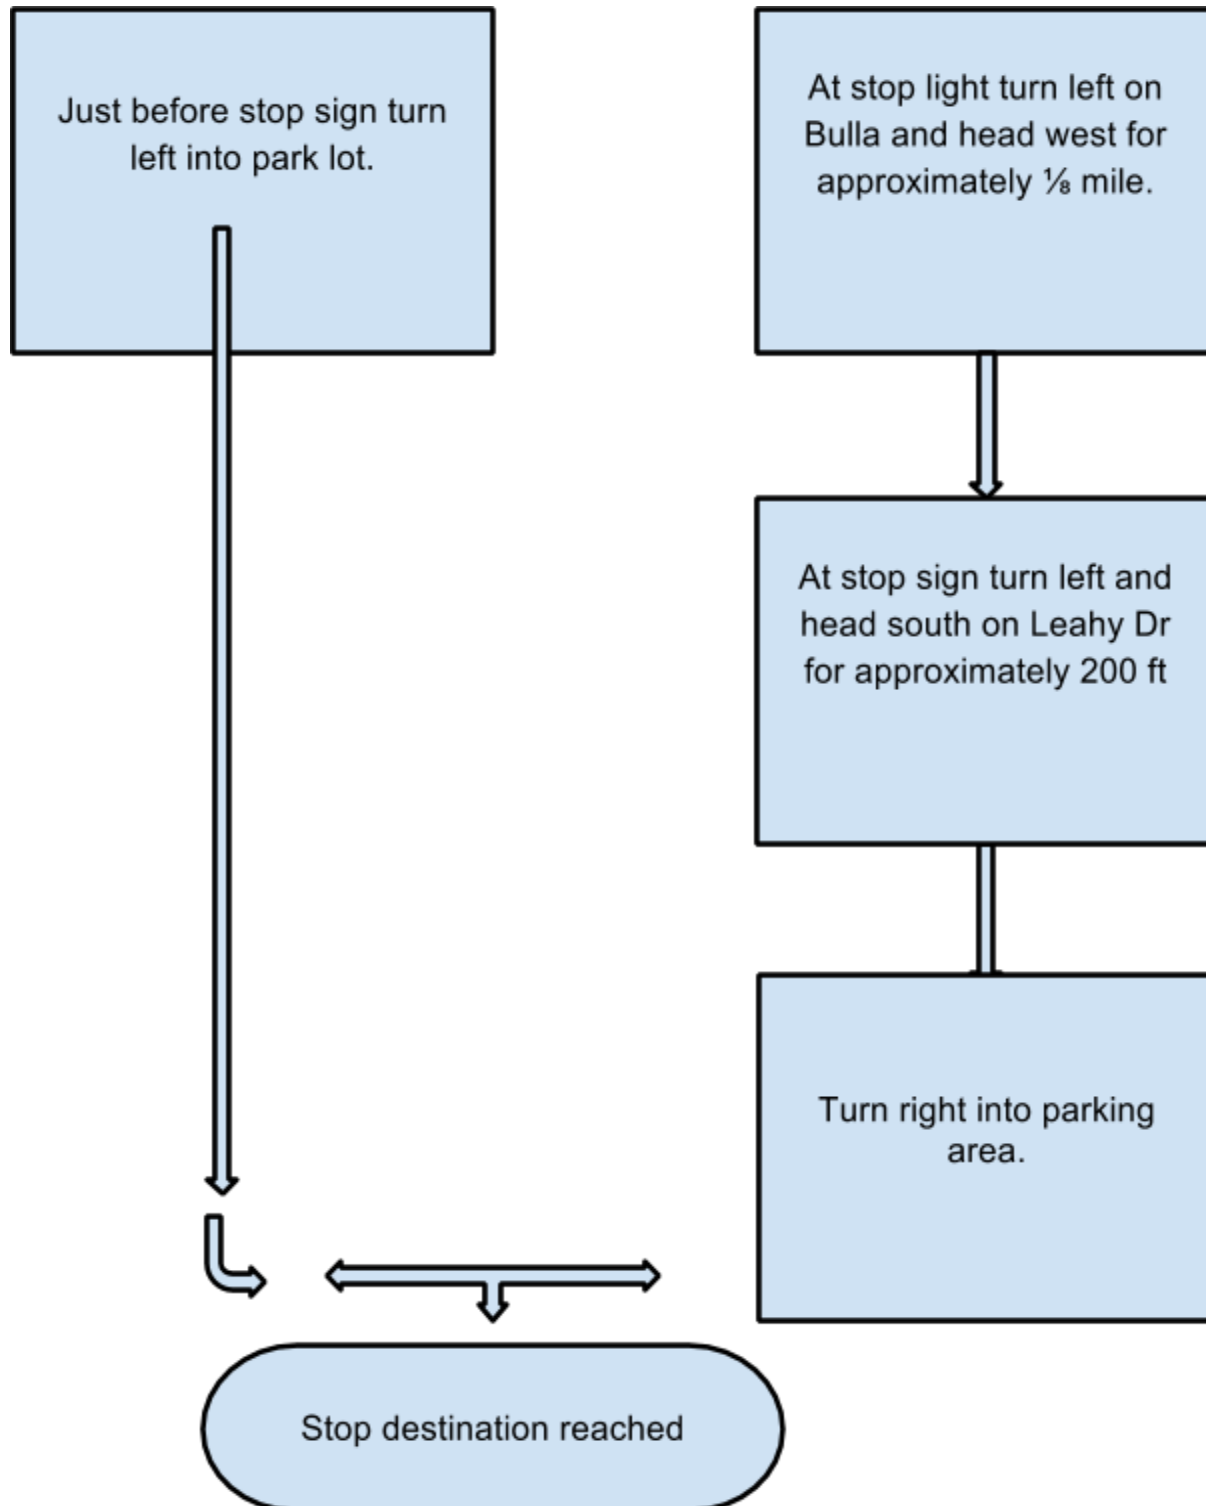 Just before stop sign turn
left into park lot.
At stop light turn left on
Bulla and head west for
approximately ⅛ mile.
At stop sign turn left and
head south on Leahy Dr
for approximately 200 ft
Turn right into parking
area.
Stop destination reached